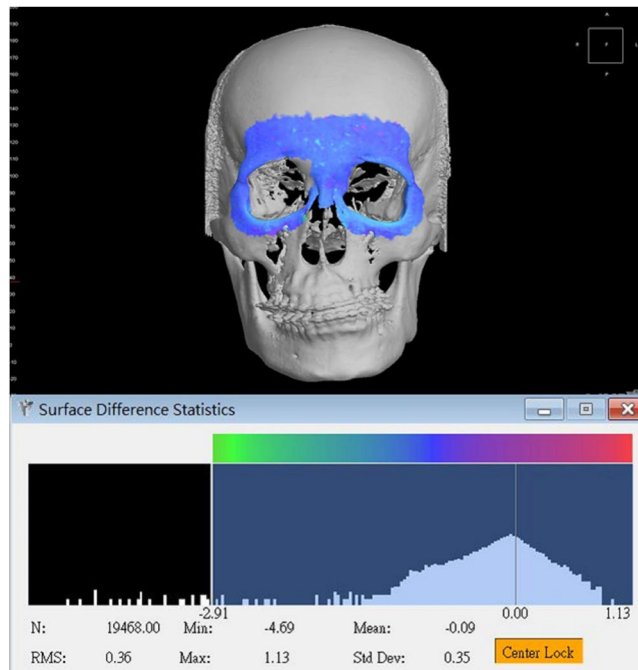 Surface Difference Statistics
-2.91 0.00 1.13
N: 19468.00 Min: -4.69 Mean: -0.09
RMS: 0.36 Max: 1.13 Std Dev: 0.35 Center Lock